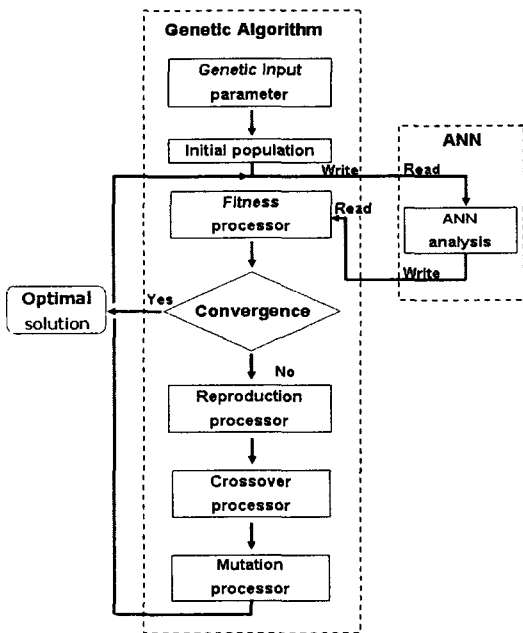 Genetic Algorithm
Genetic Input
parameter
Initial population
ANN
Write
Read
Fitness
processor
Read
ANN
analysis
Write
Optimal
solution
Yes
Convergence
No
Reproduction
processor
Crossover
processor
Mutation
processor